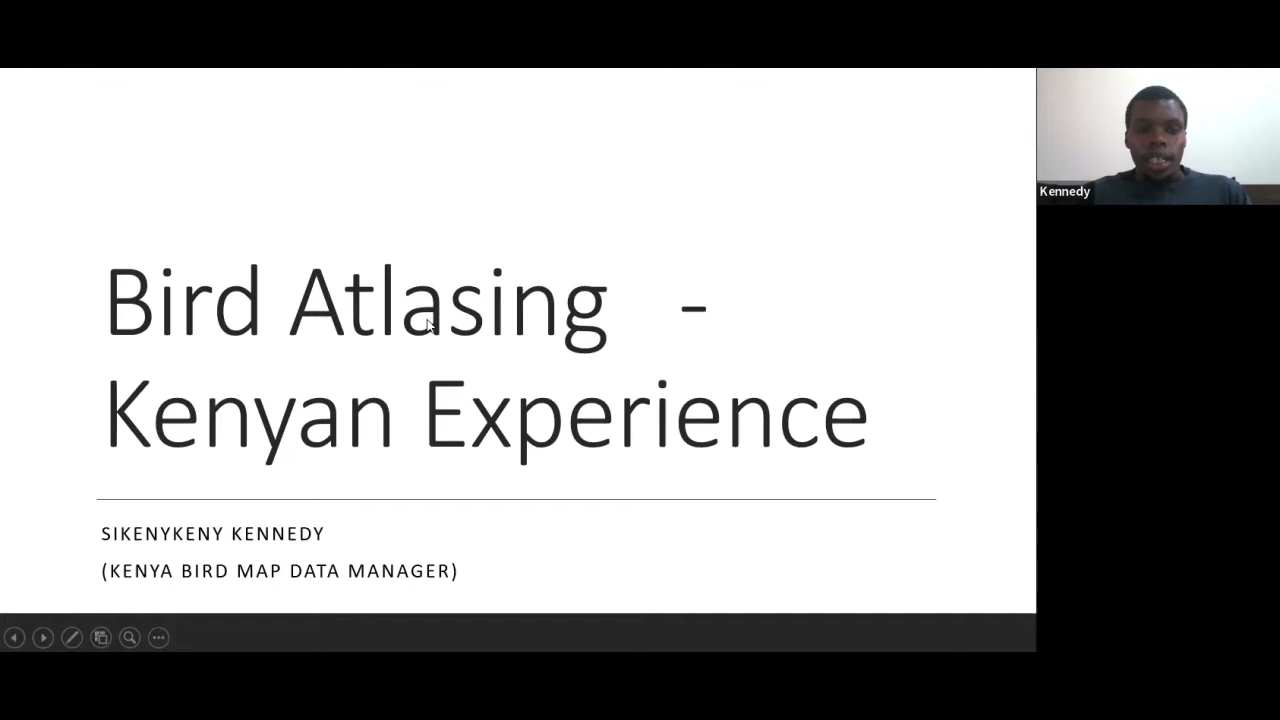 Bird Atlasing -
Kenyan Experience
SIKENYKENY KENNEDY
(KENYA BIRD MAP DATA MANAGER)
Kennedy